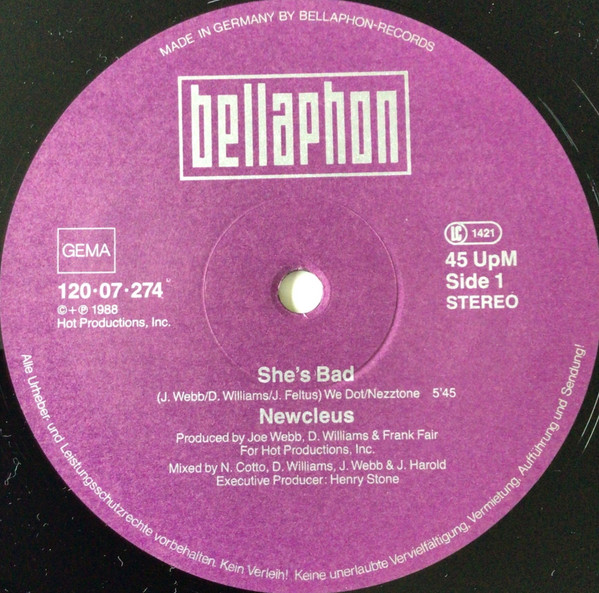 MADE IN GERMANY BY BELLAPHON-RECORDS
bellaphon
GEMA
120·07·274
©+℗ 1988
Hot Productions, Inc.
LC 1421
45 UpM
Side 1
STEREO
She's Bad
(J. Webb/D. Williams/J. Feltus) We Dot/Nezztone 5'45
Newcleus
Produced by Joe Webb, D. Williams & Frank Fair
For Hot Productions, Inc.
Mixed by N. Cotto, D. Williams, J. Webb & J. Harold
Executive Producer: Henry Stone
Alle Urheber- und Leistungsschutzrechte vorbehalten. Kein Verleih! Keine unerlaubte Vervielfältigung, Vermietung, Aufführung und Sendung!